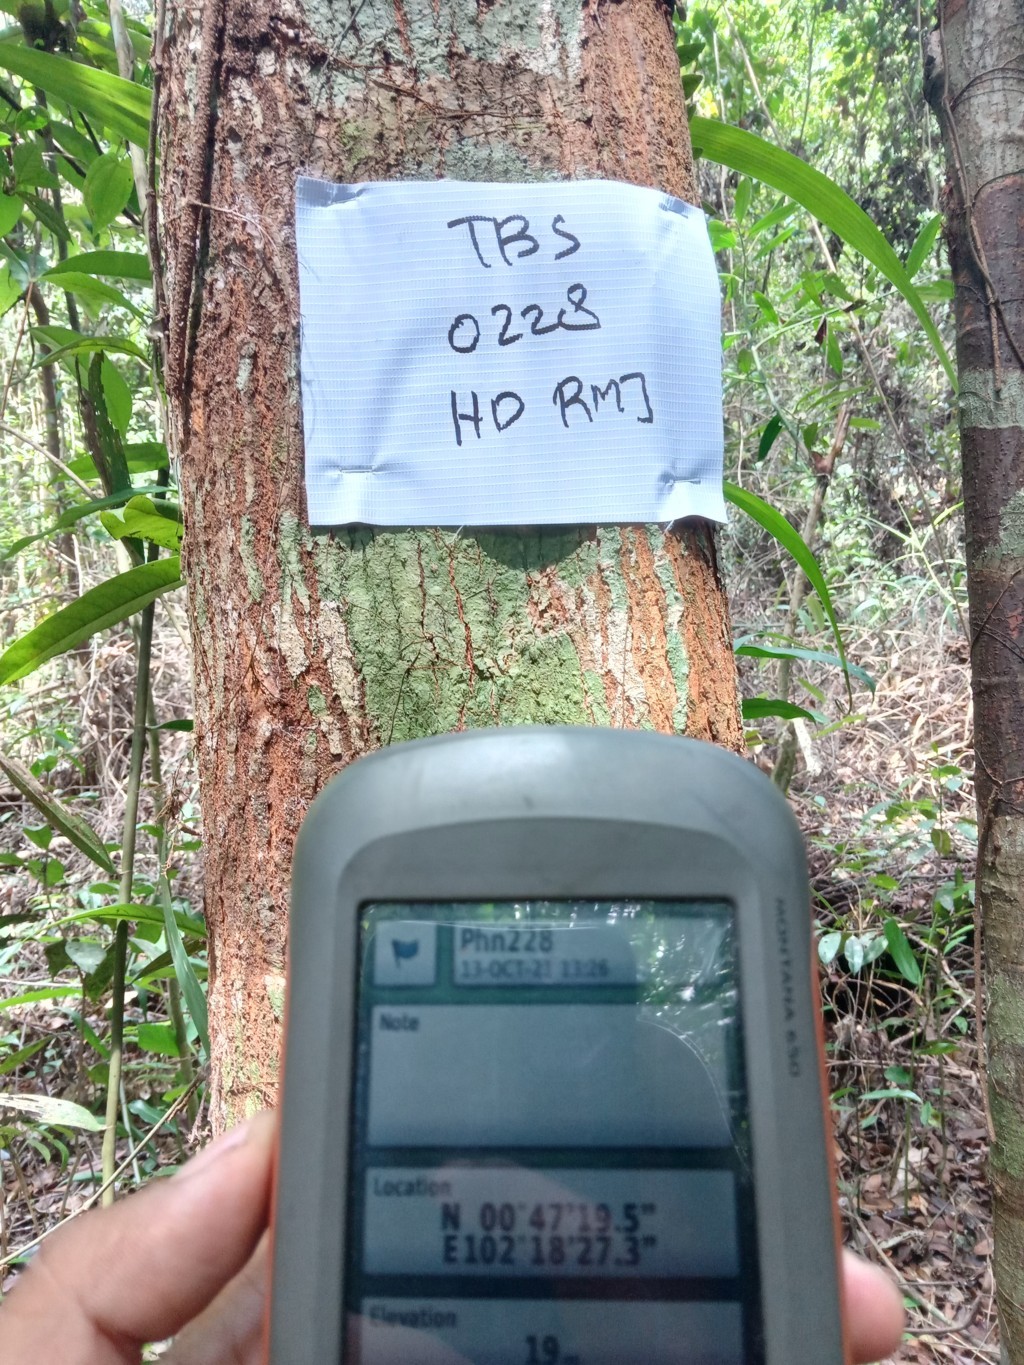 TBS
0228
HD RMJ
MONTANA 650
Phn228
13-OCT-21 13:26
Note
Location
N 00°47'19.5"
E102°18'27.3"
Elevation
19m